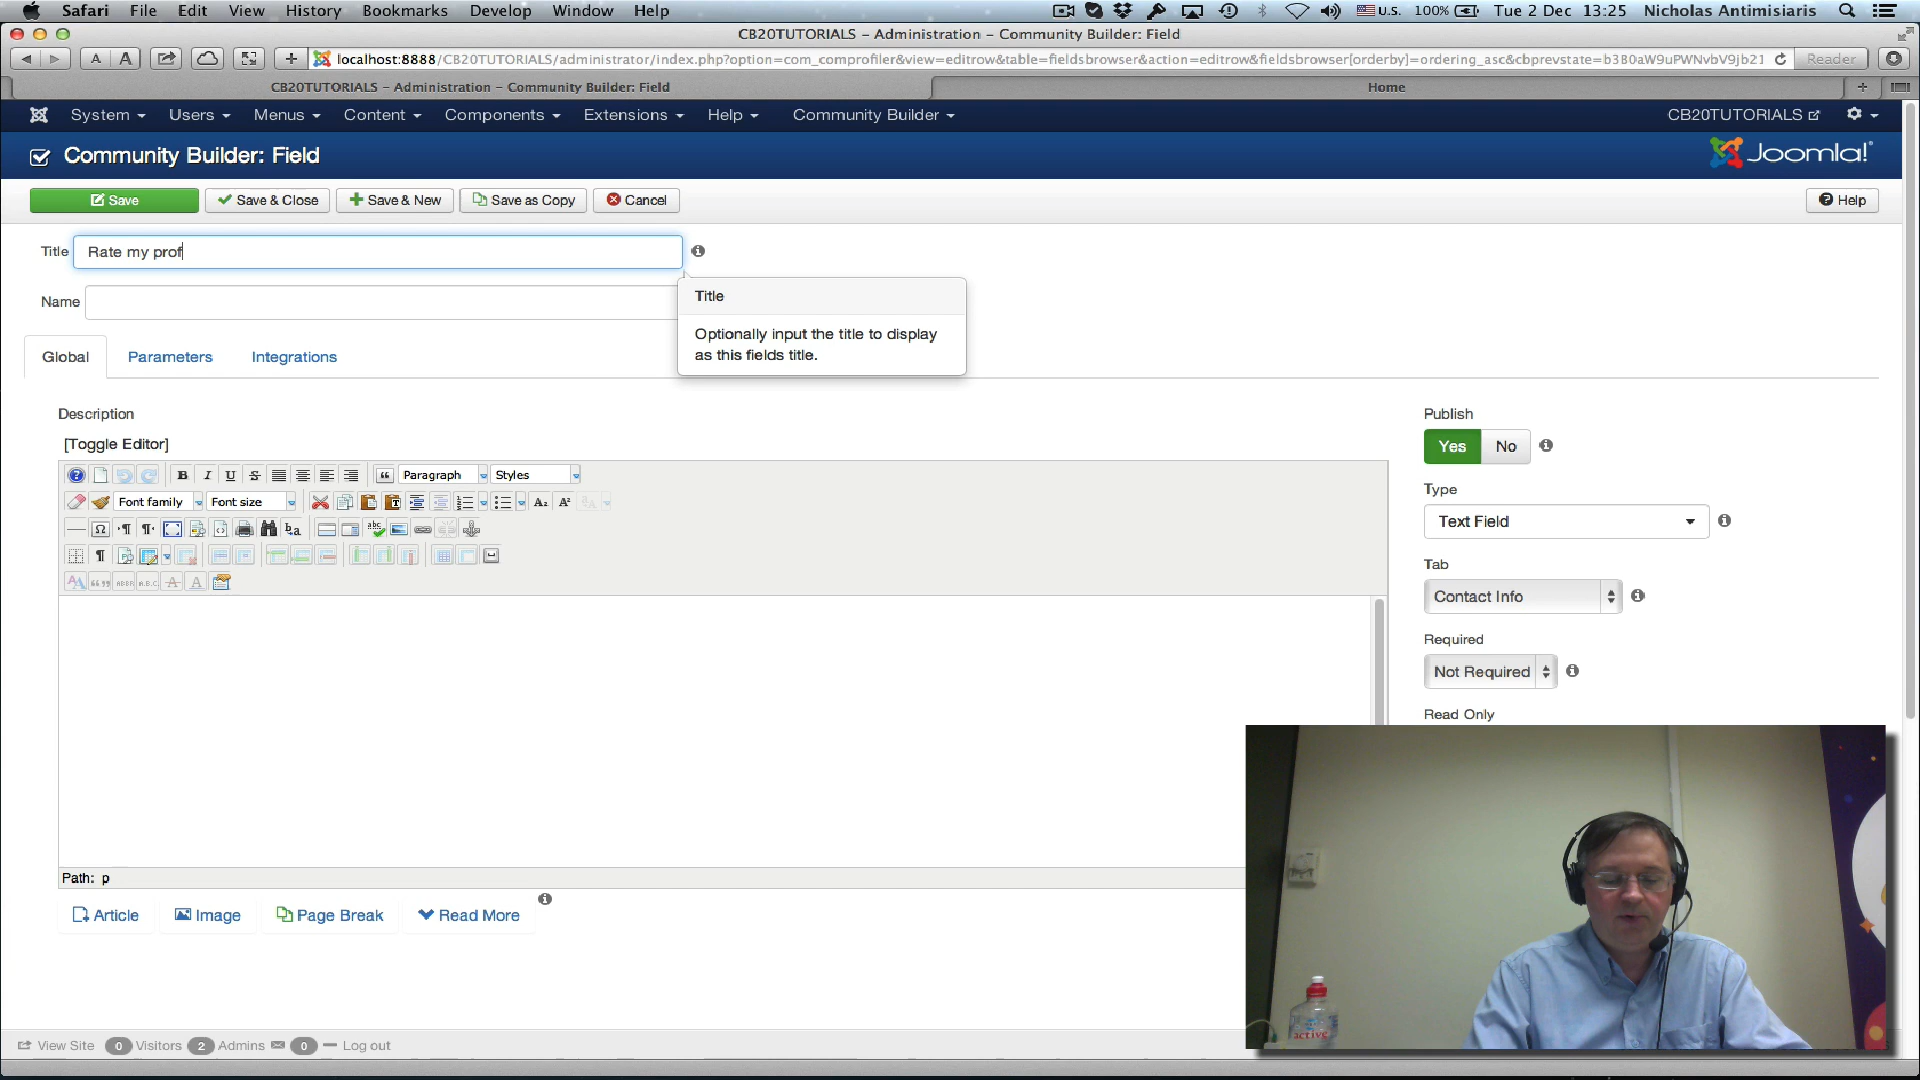 Safari File Edit View History Bookmarks Develop Window Help U.S. 100% Tue 2 Dec 13:25 Nicholas Antimisiaris
CB20TUTORIALS – Administration – Community Builder: Field
A A localhost:8888/CB20TUTORIALS/administrator/index.php?option=com_comprofiler&view=editrow&table=fieldsbrowser&action=editrow&fieldsbrowser[orderby]=ordering_asc&cbprevstate=b3B0aW9uPWNvbV9jb21 Reader
CB20TUTORIALS – Administration – Community Builder: Field Home
System Users Menus Content Components Extensions Help Community Builder CB20TUTORIALS
Community Builder: Field Joomla!
Save Save & Close Save & New Save as Copy Cancel Help
Title Rate my prof
Name
Title
Optionally input the title to display
as this fields title.
Global Parameters Integrations
Description
[Toggle Editor]
B I U S Paragraph Styles
Font family Font size
Path: p
Article Image Page Break Read More
Publish
Yes No
Type
Text Field
Tab
Contact Info
Required
Not Required
Read Only
active
View Site 0 Visitors 2 Admins 0 Log out